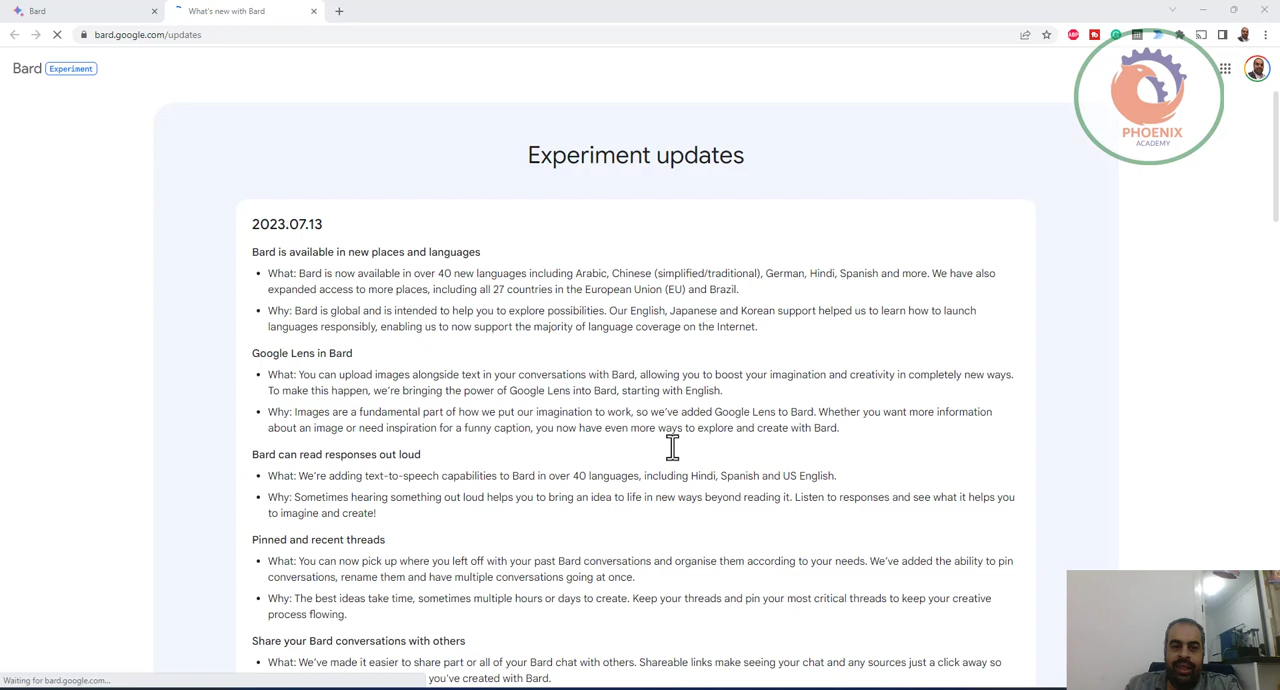 Bard
What's new with Bard
bard.google.com/updates
Bard Experiment
PHOENIX
ACADEMY
Experiment updates
2023.07.13
Bard is available in new places and languages
• What: Bard is now available in over 40 new languages including Arabic, Chinese (simplified/traditional), German, Hindi, Spanish and more. We have also
expanded access to more places, including all 27 countries in the European Union (EU) and Brazil.
• Why: Bard is global and is intended to help you to explore possibilities. Our English, Japanese and Korean support helped us to learn how to launch
languages responsibly, enabling us to now support the majority of language coverage on the Internet.
Google Lens in Bard
• What: You can upload images alongside text in your conversations with Bard, allowing you to boost your imagination and creativity in completely new ways.
To make this happen, we're bringing the power of Google Lens into Bard, starting with English.
• Why: Images are a fundamental part of how we put our imagination to work, so we've added Google Lens to Bard. Whether you want more information
about an image or need inspiration for a funny caption, you now have even more ways to explore and create with Bard.
Bard can read responses out loud
• What: We're adding text-to-speech capabilities to Bard in over 40 languages, including Hindi, Spanish and US English.
• Why: Sometimes hearing something out loud helps you to bring an idea to life in new ways beyond reading it. Listen to responses and see what it helps you
to imagine and create!
Pinned and recent threads
• What: You can now pick up where you left off with your past Bard conversations and organise them according to your needs. We've added the ability to pin
conversations, rename them and have multiple conversations going at once.
• Why: The best ideas take time, sometimes multiple hours or days to create. Keep your threads and pin your most critical threads to keep your creative
process flowing.
Share your Bard conversations with others
• What: We've made it easier to share part or all of your Bard chat with others. Shareable links make seeing your chat and any sources just a click away so
you've created with Bard.
Waiting for bard.google.com...